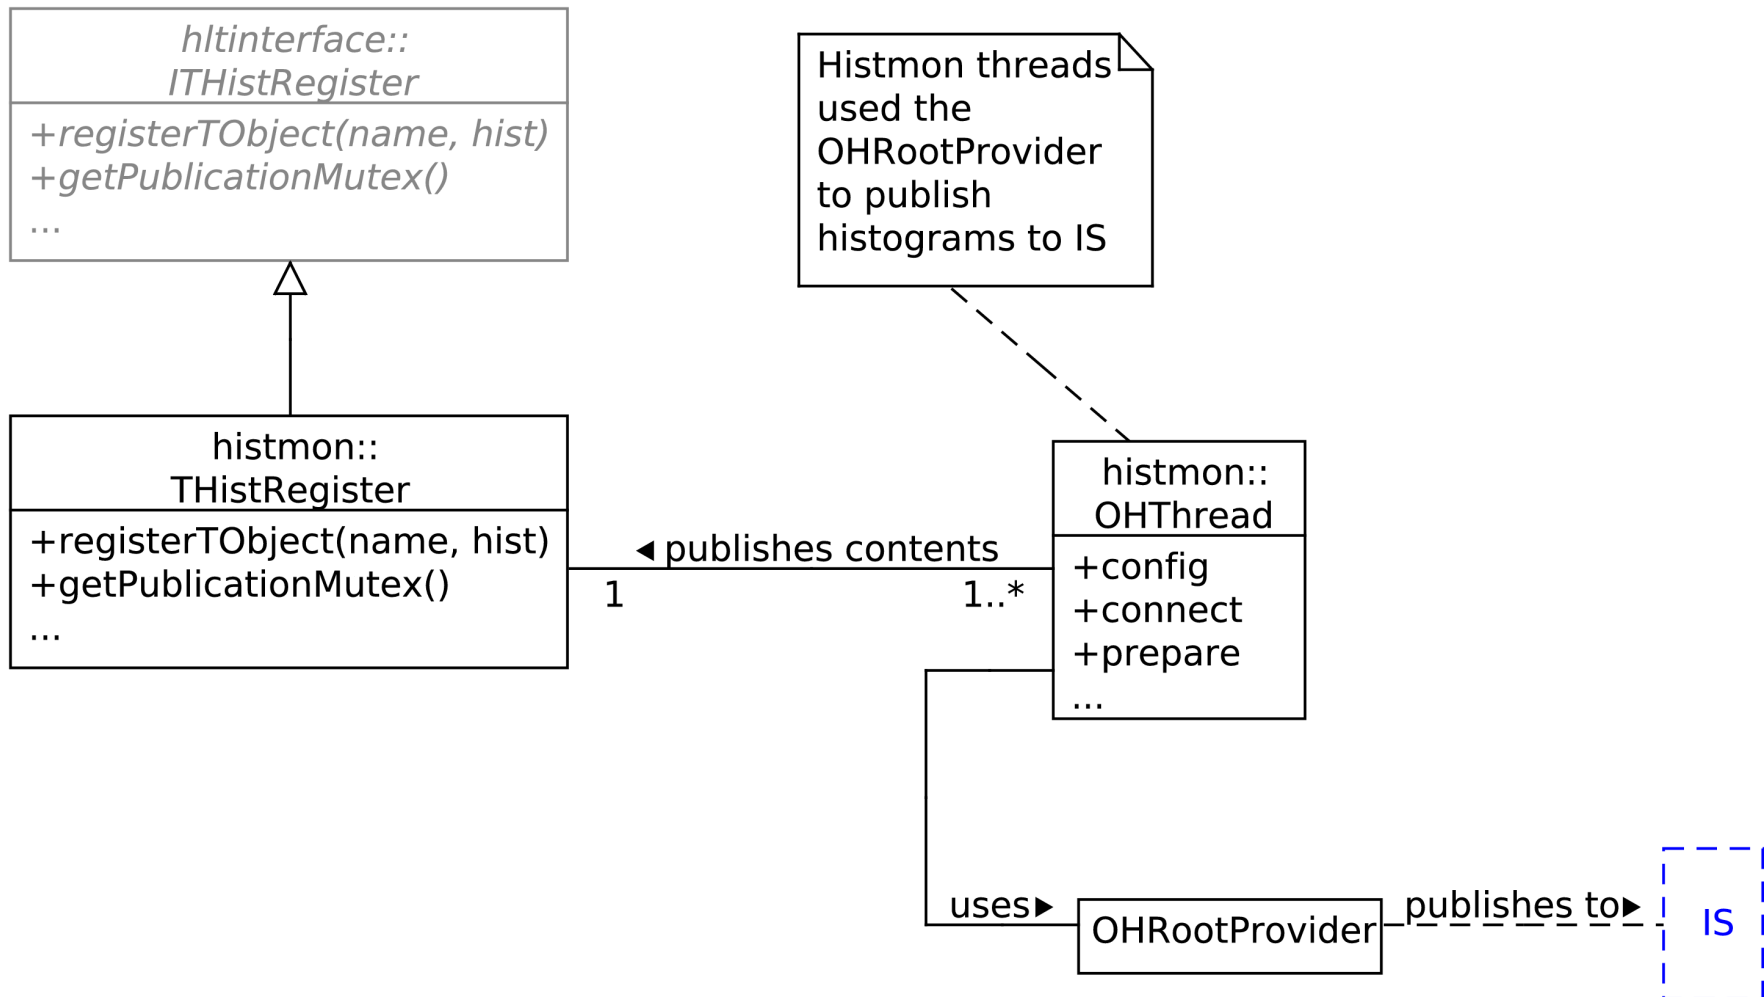 hltinterface::
ITHistRegister
+registerTObject(name, hist)
+getPublicationMutex()
...
Histmon threads
used the
OHRootProvider
to publish
histograms to IS
histmon::
THistRegister
+registerTObject(name, hist)
+getPublicationMutex()
...
◄ publishes contents
1
1..*
histmon::
OHThread
+config
+connect
+prepare
...
uses►
OHRootProvider
publishes to►
IS